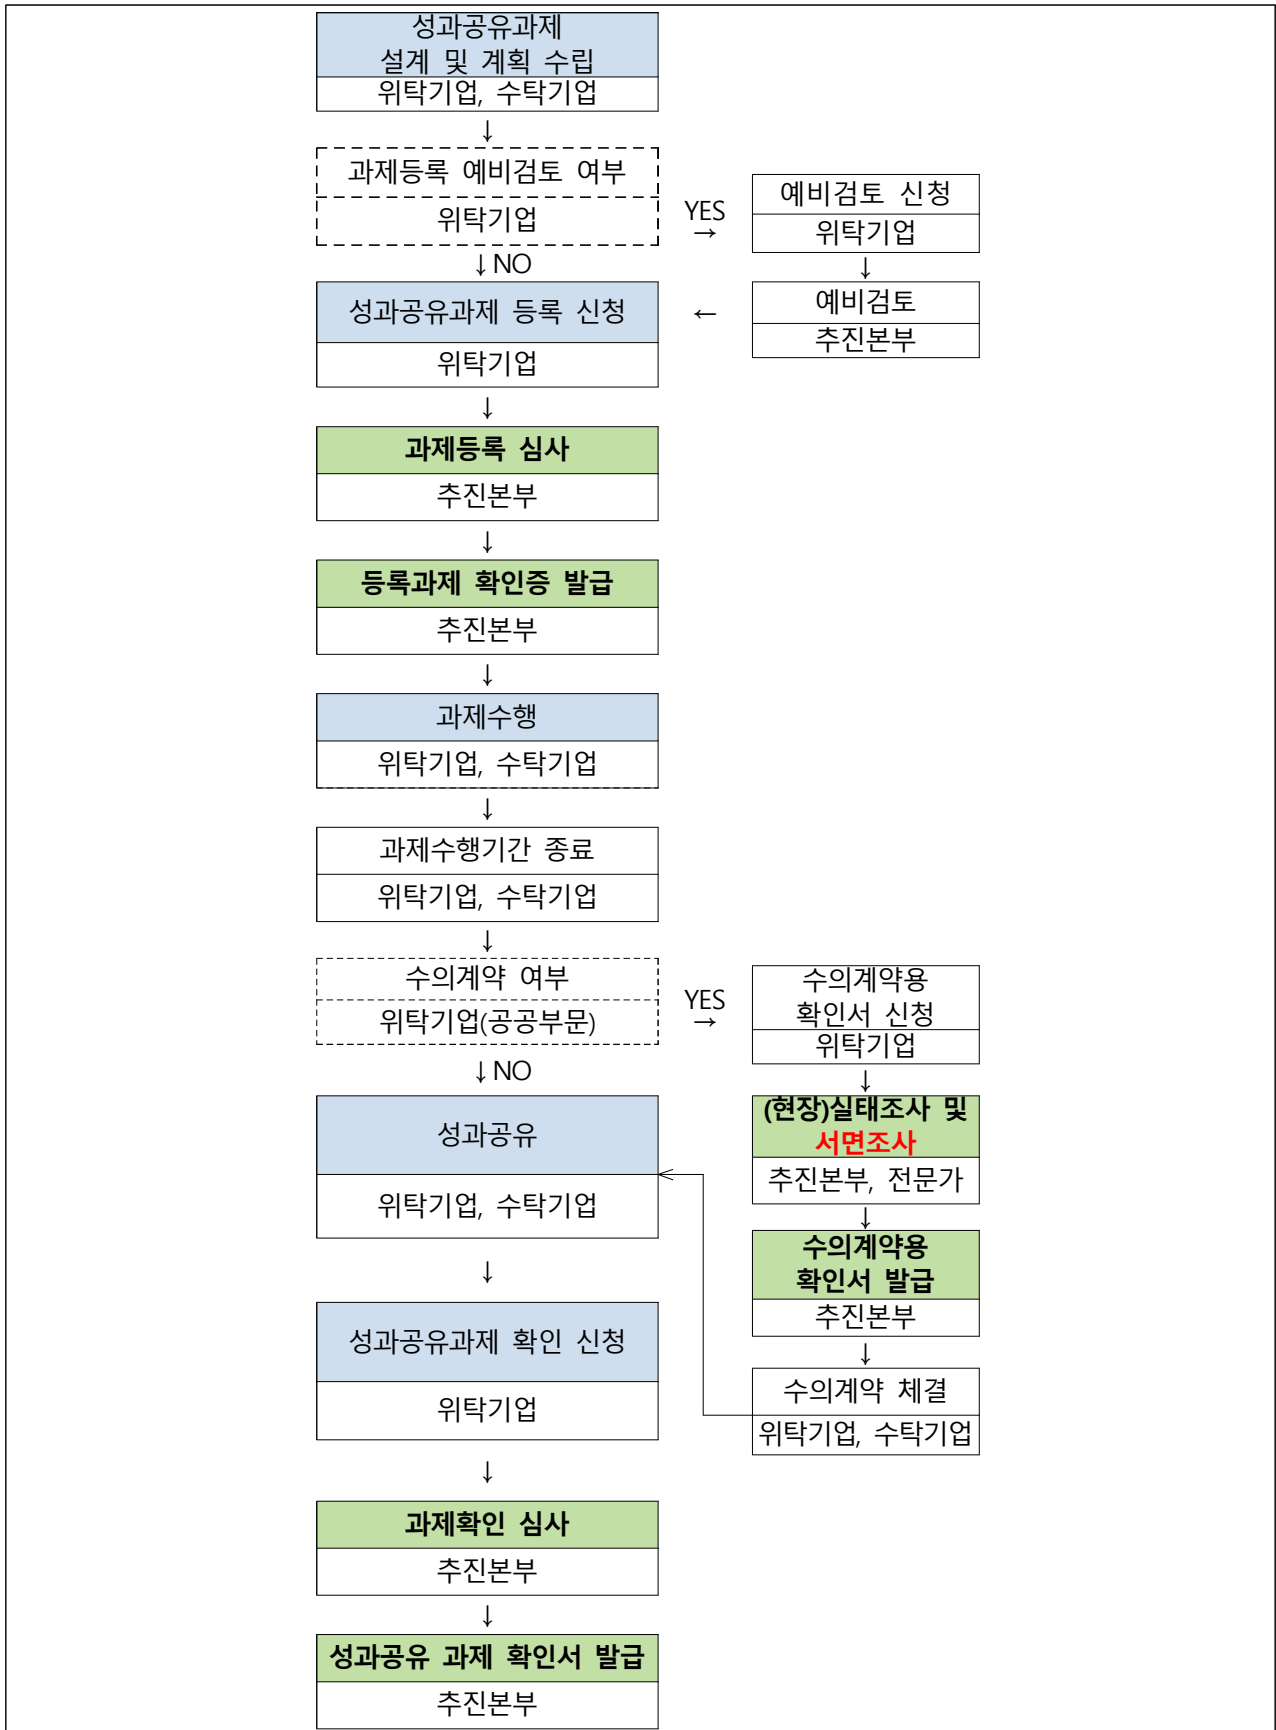 성과공유과제
설계 및 계획 수립
위탁기업, 수탁기업
↓
과제등록 예비검토 여부
위탁기업
YES
→
예비검토 신청
위탁기업
↓
예비검토
추진본부
←
↓ NO
성과공유과제 등록 신청
위탁기업
↓
과제등록 심사
추진본부
↓
등록과제 확인증 발급
추진본부
↓
과제수행
위탁기업, 수탁기업
↓
과제수행기간 종료
위탁기업, 수탁기업
↓
수의계약 여부
위탁기업(공공부문)
YES
→
수의계약용
확인서 신청
위탁기업
↓
(현장)실태조사 및
서면조사
추진본부, 전문가
↓
수의계약용
확인서 발급
추진본부
↓
수의계약 체결
위탁기업, 수탁기업
↓ NO
성과공유
위탁기업, 수탁기업
↓
성과공유과제 확인 신청
위탁기업
↓
과제확인 심사
추진본부
↓
성과공유 과제 확인서 발급
추진본부